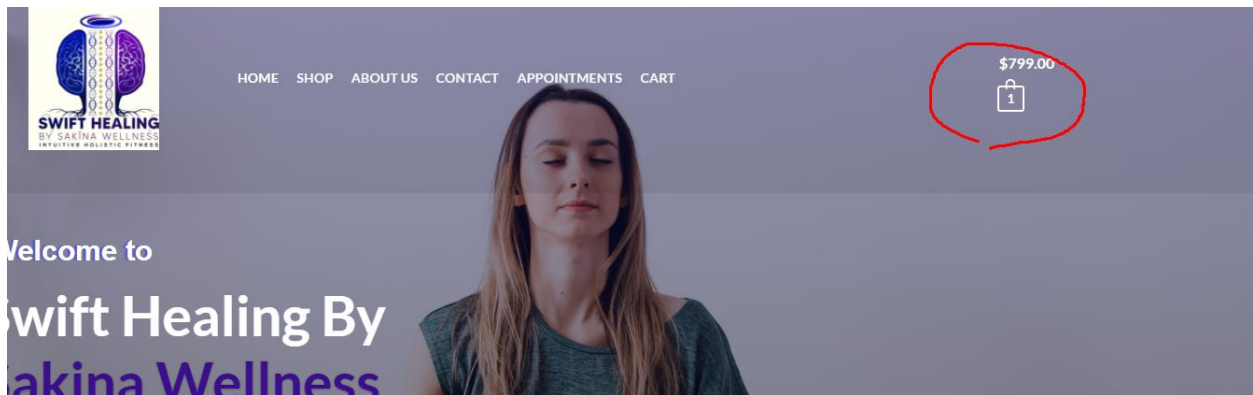 SWIFT HEALING
BY SAKINA WELLNESS
INTUITIVE HOLISTIC FITNESS
HOME SHOP ABOUT US CONTACT APPOINTMENTS CART
$799.00
1
Welcome to
Swift Healing By
Sakina Wellness